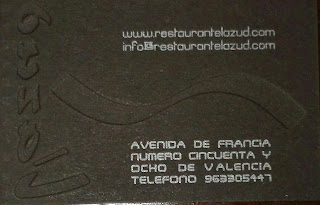 www.restaurantelazud.com
info@restaurantelazud.com
AVENIDA DE FRANCIA
NUMERO CINCUENTA Y
OCHO DE VALENCIA
TELEFONO 963305447